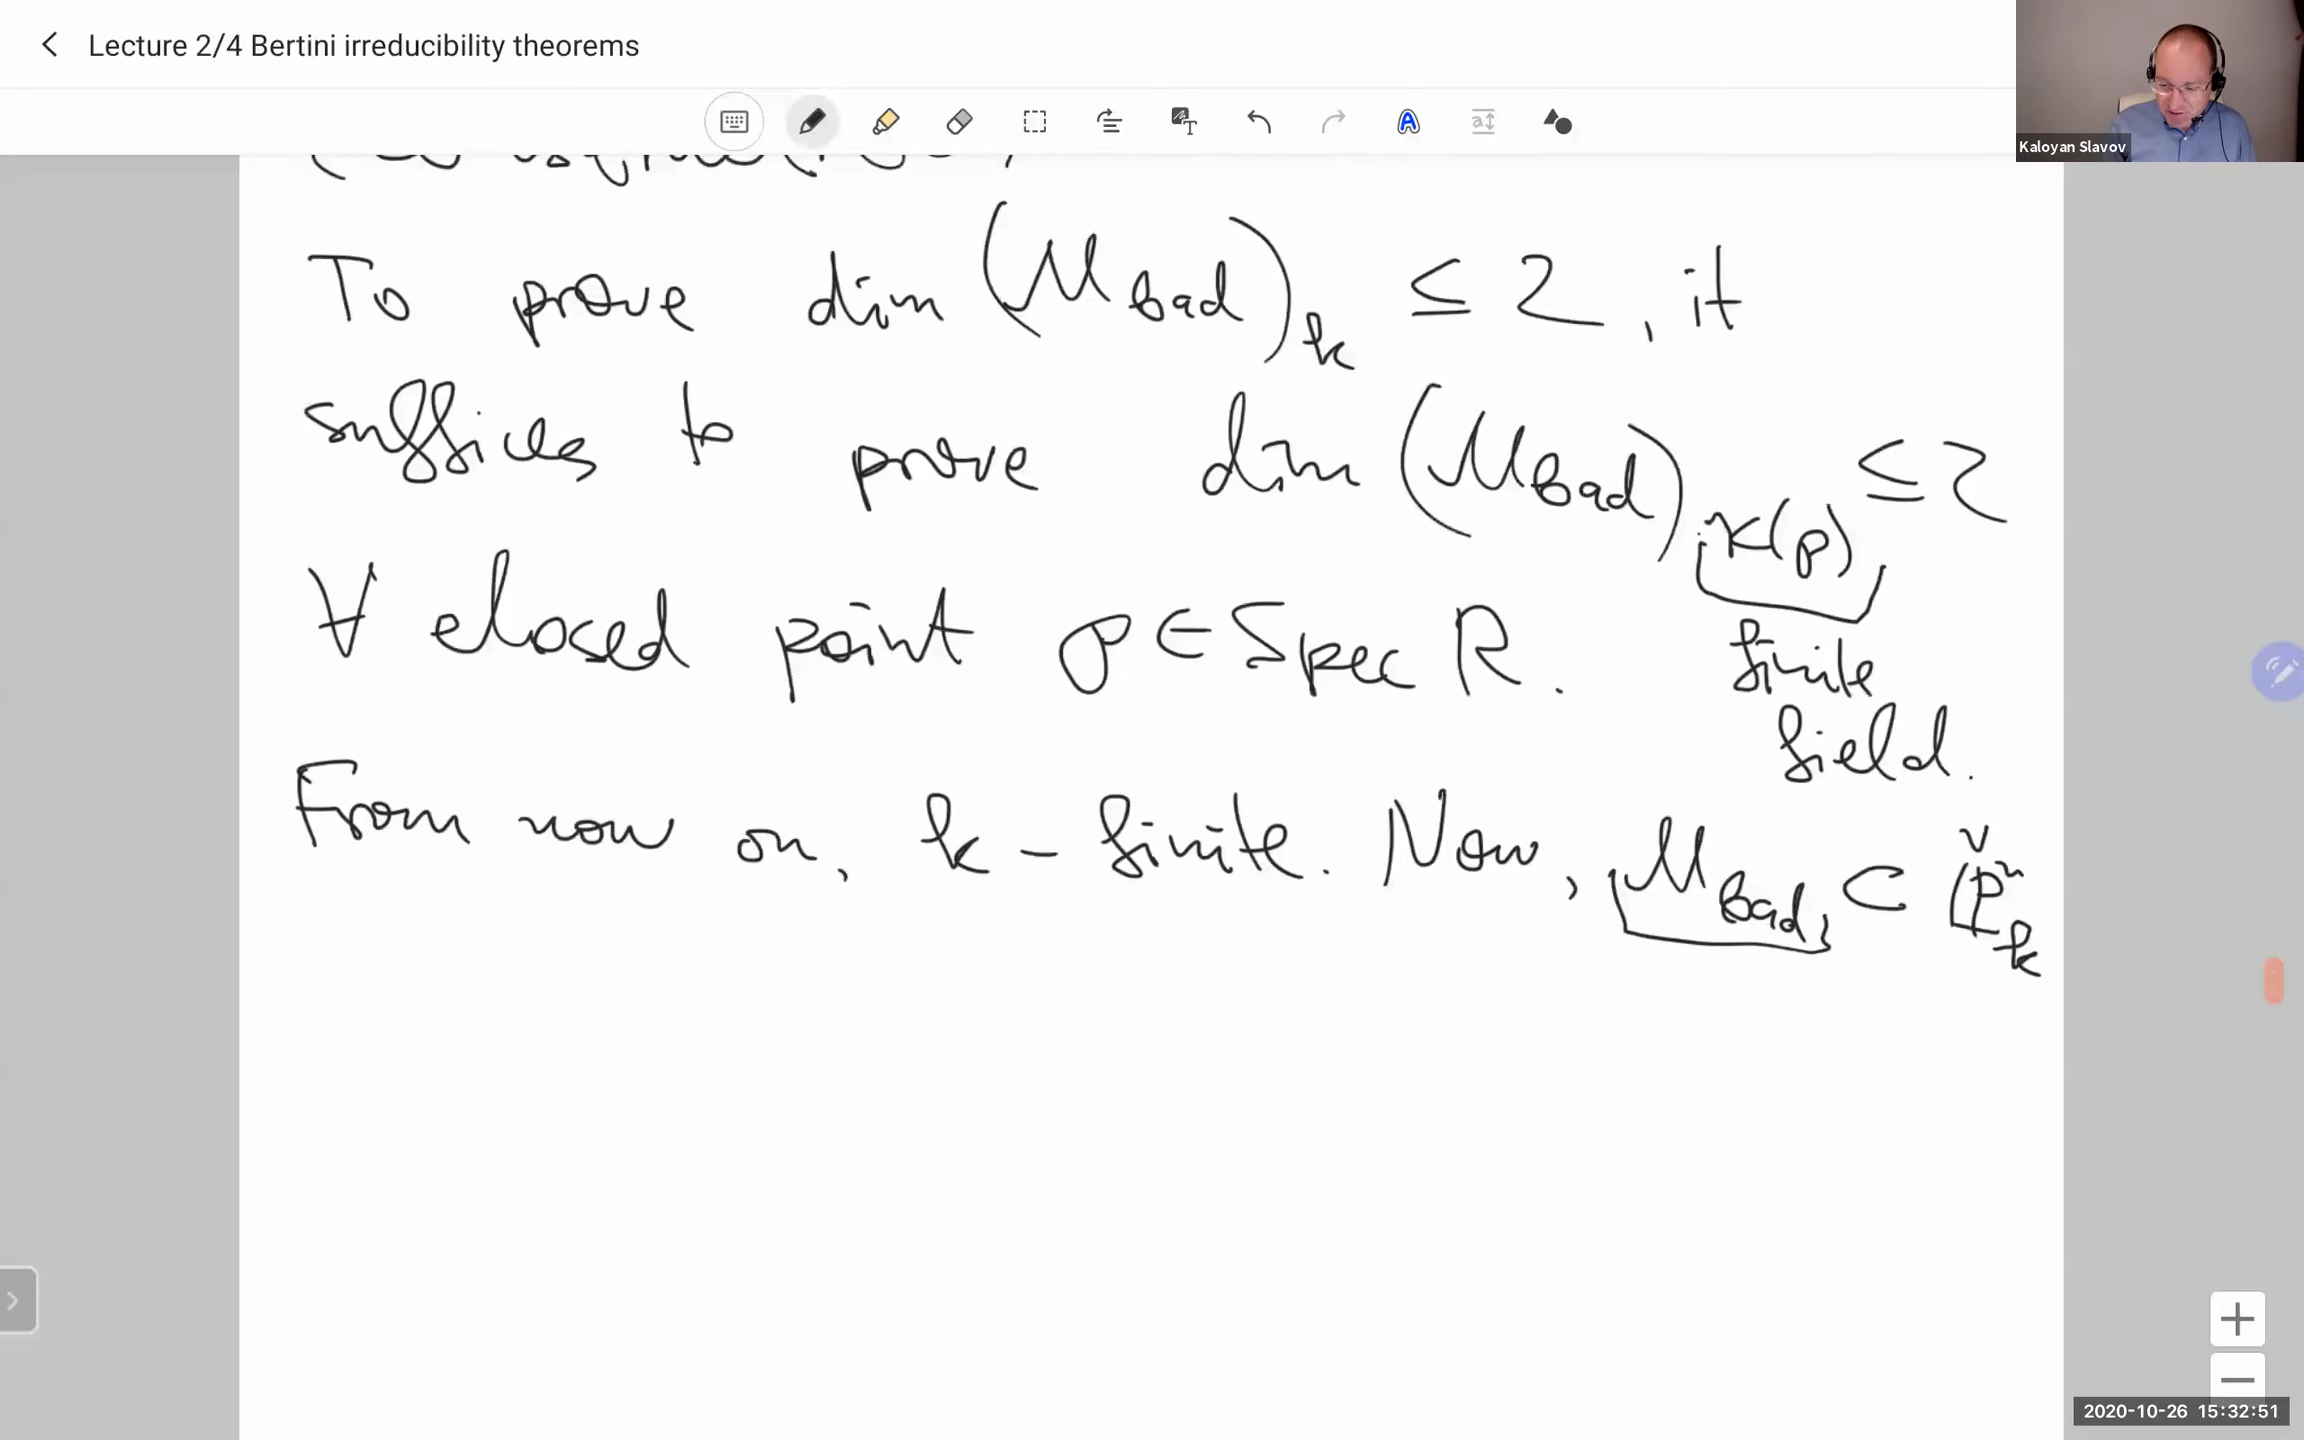 Lecture 2/4 Bertini irreducibility theorems
Kaloyan Slavov
To prove dim (M_bad)_k ≤ 2, it
suffices to prove dim (M_bad)_κ(p) ≤ 2
∀ closed point p ∈ Spec R. finite
field.
From now on, k - finite. Now, M_bad ⊂ P̌^n_k
2020-10-26 15:32:51